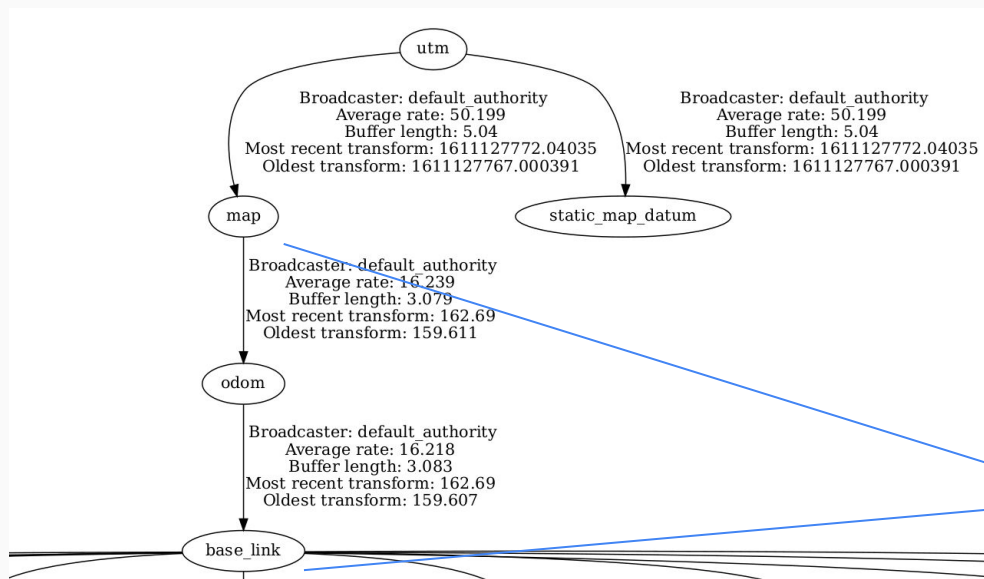 utm
Broadcaster: default_authority
Average rate: 50.199
Buffer length: 5.04
Most recent transform: 1611127772.04035
Oldest transform: 1611127767.000391
Broadcaster: default_authority
Average rate: 50.199
Buffer length: 5.04
Most recent transform: 1611127772.04035
Oldest transform: 1611127767.000391
map
static_map_datum
Broadcaster: default_authority
Average rate: 16.239
Buffer length: 3.079
Most recent transform: 162.69
Oldest transform: 159.611
odom
Broadcaster: default_authority
Average rate: 16.218
Buffer length: 3.083
Most recent transform: 162.69
Oldest transform: 159.607
base_link